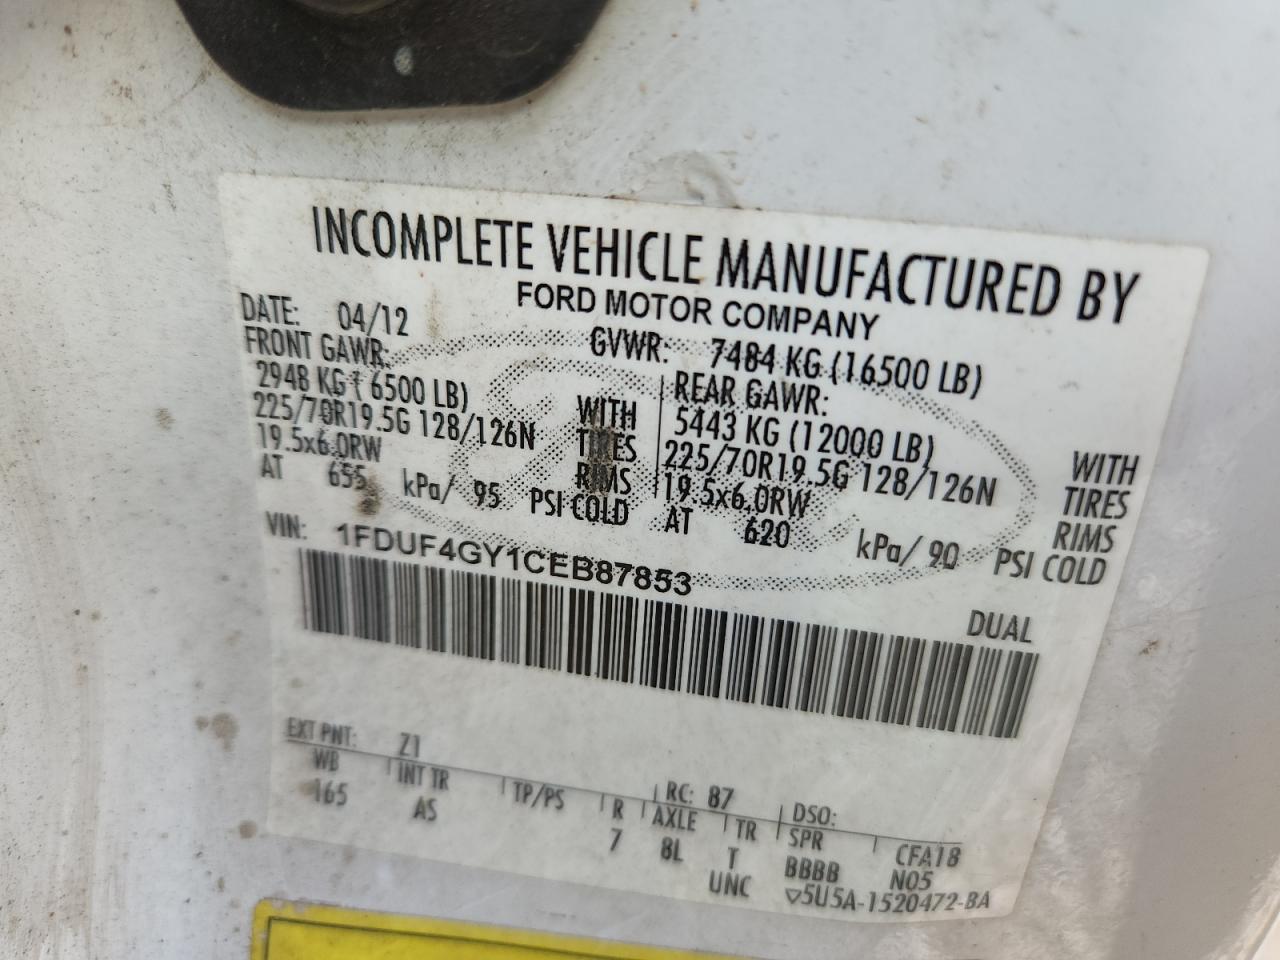 INCOMPLETE VEHICLE MANUFACTURED BY
FORD MOTOR COMPANY
DATE: 04/12 GVWR: 7484 KG (16500 LB)
FRONT GAWR: REAR GAWR:
2948 KG ( 6500 LB) WITH 5443 KG (12000 LB) WITH
225/70R19.5G 128/126N TIRES 225/70R19.5G 128/126N TIRES
19.5x6.0RW RIMS 19.5x6.0RW RIMS
AT 655 kPa/ 95 PSI COLD AT 620 kPa/ 90 PSI COLD
VIN: 1FDUF4GY1CEB87853
DUAL
EXT PNT: Z1 RC: 87 DSO:
WB INT TR TP/PS R AXLE TR SPR CFA18
165 AS 7 8L T BBBB N05
UNC ▽5U5A-1520472-BA